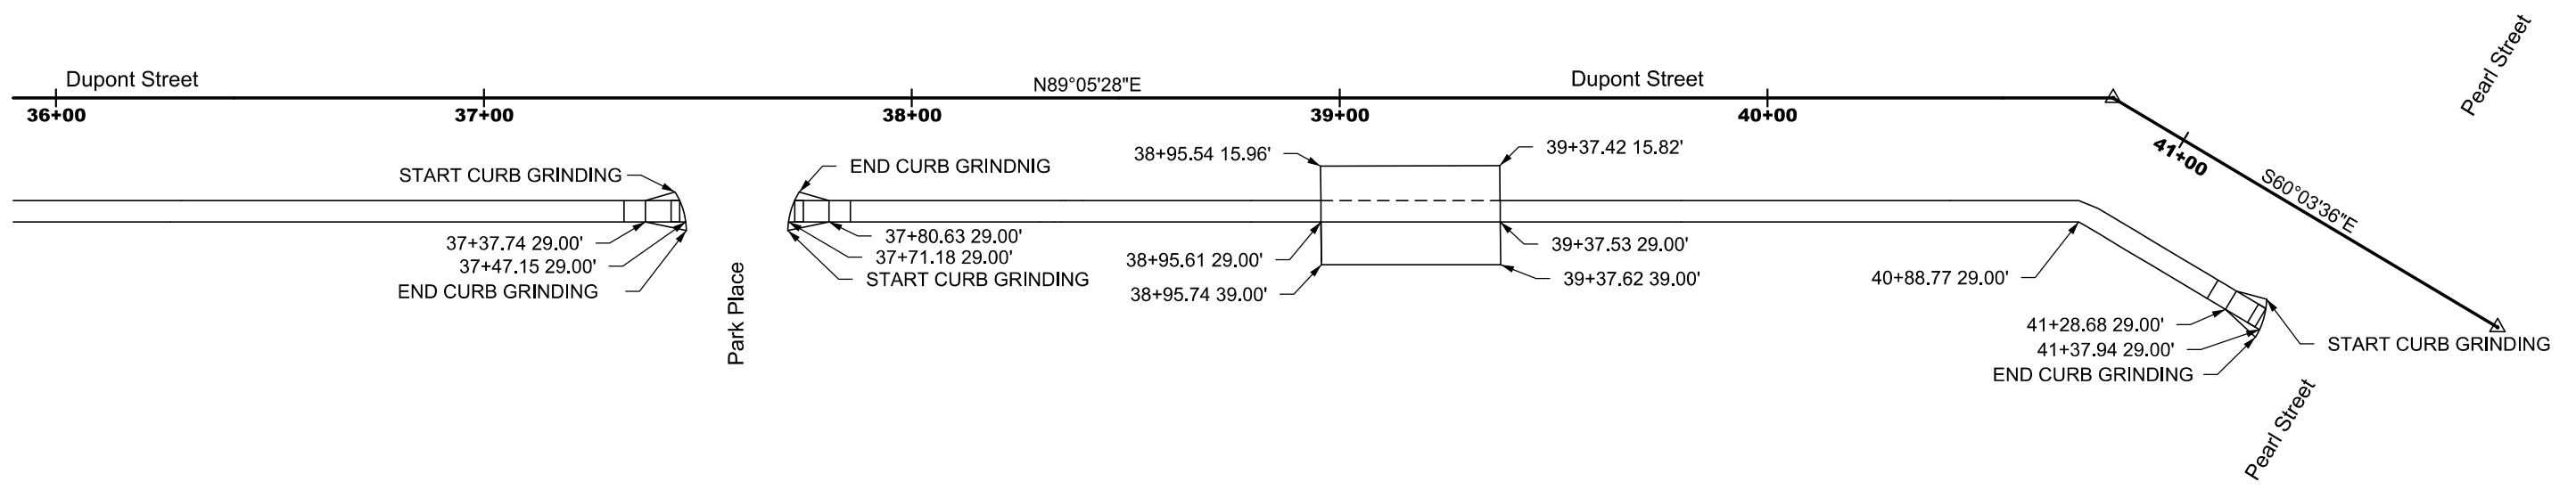 Dupont Street
N89°05'28"E
Dupont Street
Pearl Street
36+00
37+00
38+00
39+00
40+00
41+00
S60°03'36"E
START CURB GRINDING
END CURB GRINDNIG
38+95.54 15.96'
39+37.42 15.82'
37+37.74 29.00'
37+47.15 29.00'
END CURB GRINDING
37+80.63 29.00'
37+71.18 29.00'
START CURB GRINDING
Park Place
38+95.61 29.00'
38+95.74 39.00'
39+37.53 29.00'
39+37.62 39.00'
40+88.77 29.00'
41+28.68 29.00'
41+37.94 29.00'
END CURB GRINDING
START CURB GRINDING
Pearl Street